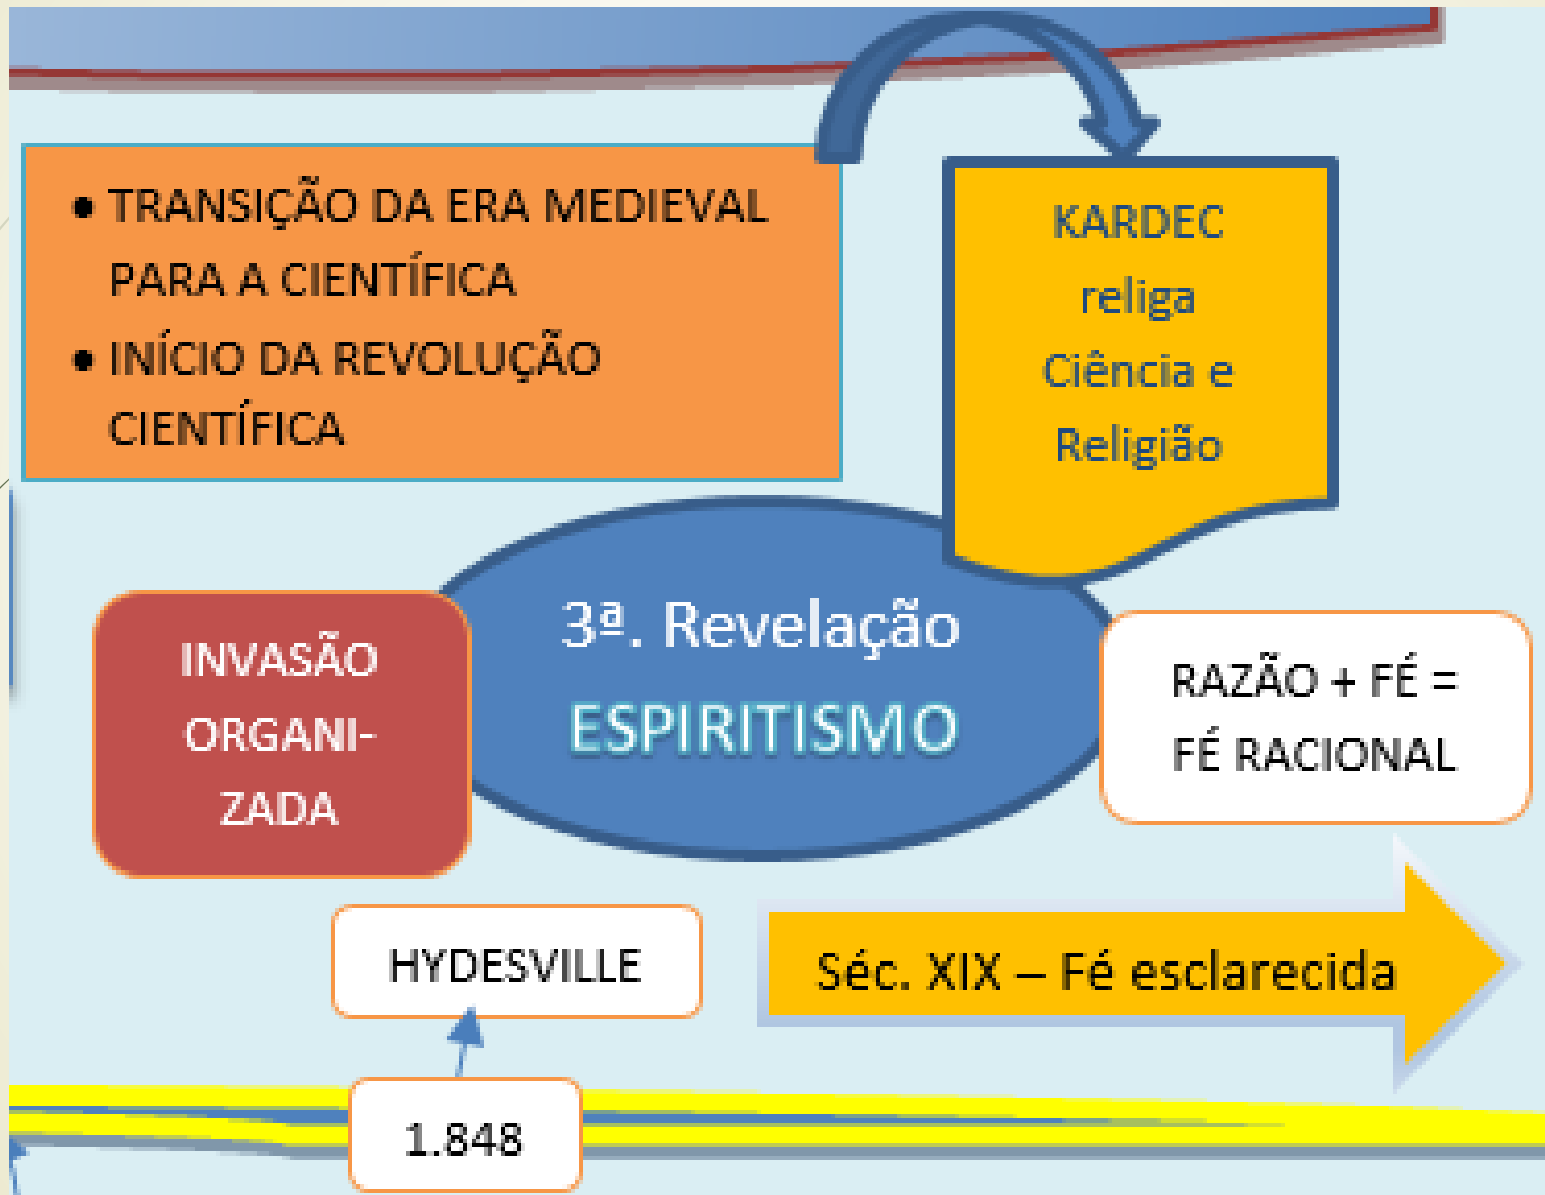 • TRANSIÇÃO DA ERA MEDIEVAL
PARA A CIENTÍFICA
• INÍCIO DA REVOLUÇÃO
CIENTÍFICA
KARDEC
religa
Ciência e
Religião
3ª. Revelação
ESPIRITISMO
INVASÃO
ORGANI-
ZADA
RAZÃO + FÉ =
FÉ RACIONAL
HYDESVILLE
Séc. XIX – Fé esclarecida
1.848